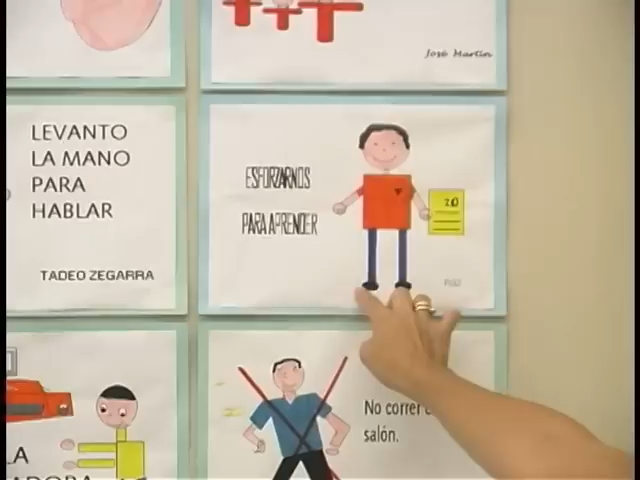 José Martín
LEVANTO
LA MANO
PARA
HABLAR
TADEO ZEGARRA
ESFORZARNOS
PARA APRENDER
20
No correr
salón.
LA